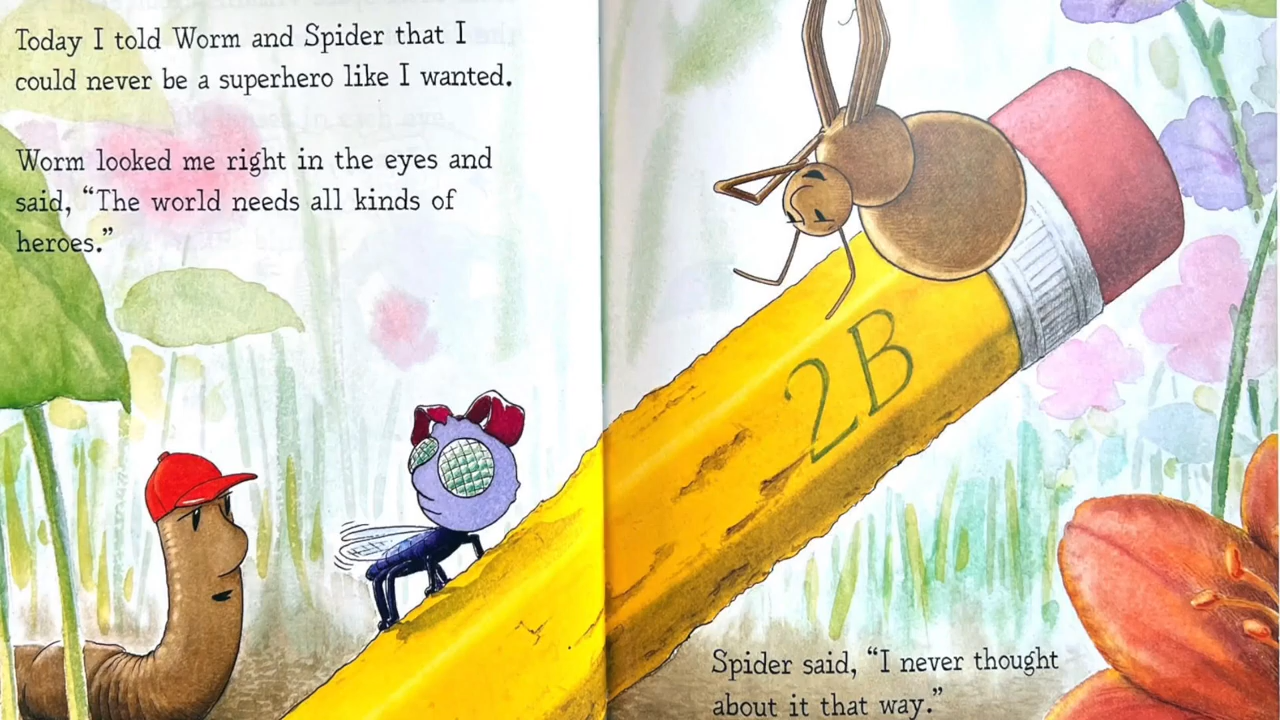 Today I told Worm and Spider that I
could never be a superhero like I wanted.
Worm looked me right in the eyes and
said, “The world needs all kinds of
heroes.”
2B
Spider said, “I never thought
about it that way.”